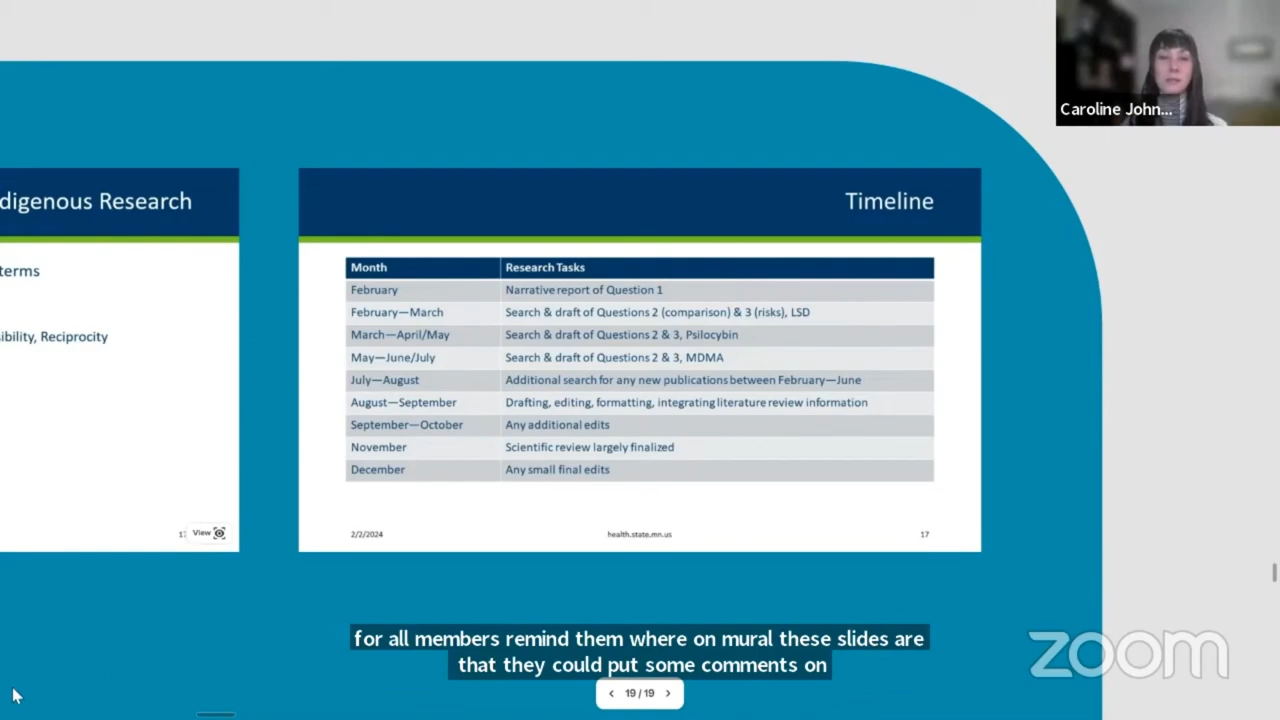 Caroline John...
digenous Research
terms
ibility, Reciprocity
View
Timeline
Month Research Tasks
February Narrative report of Question 1
February—March Search & draft of Questions 2 (comparison) & 3 (risks), LSD
March—April/May Search & draft of Questions 2 & 3, Psilocybin
May—June/July Search & draft of Questions 2 & 3, MDMA
July—August Additional search for any new publications between February—June
August—September Drafting, editing, formatting, integrating literature review information
September—October Any additional edits
November Scientific review largely finalized
December Any small final edits
2/2/2024 health.state.mn.us 17
for all members remind them where on mural these slides are
that they could put some comments on
zoom
19 / 19